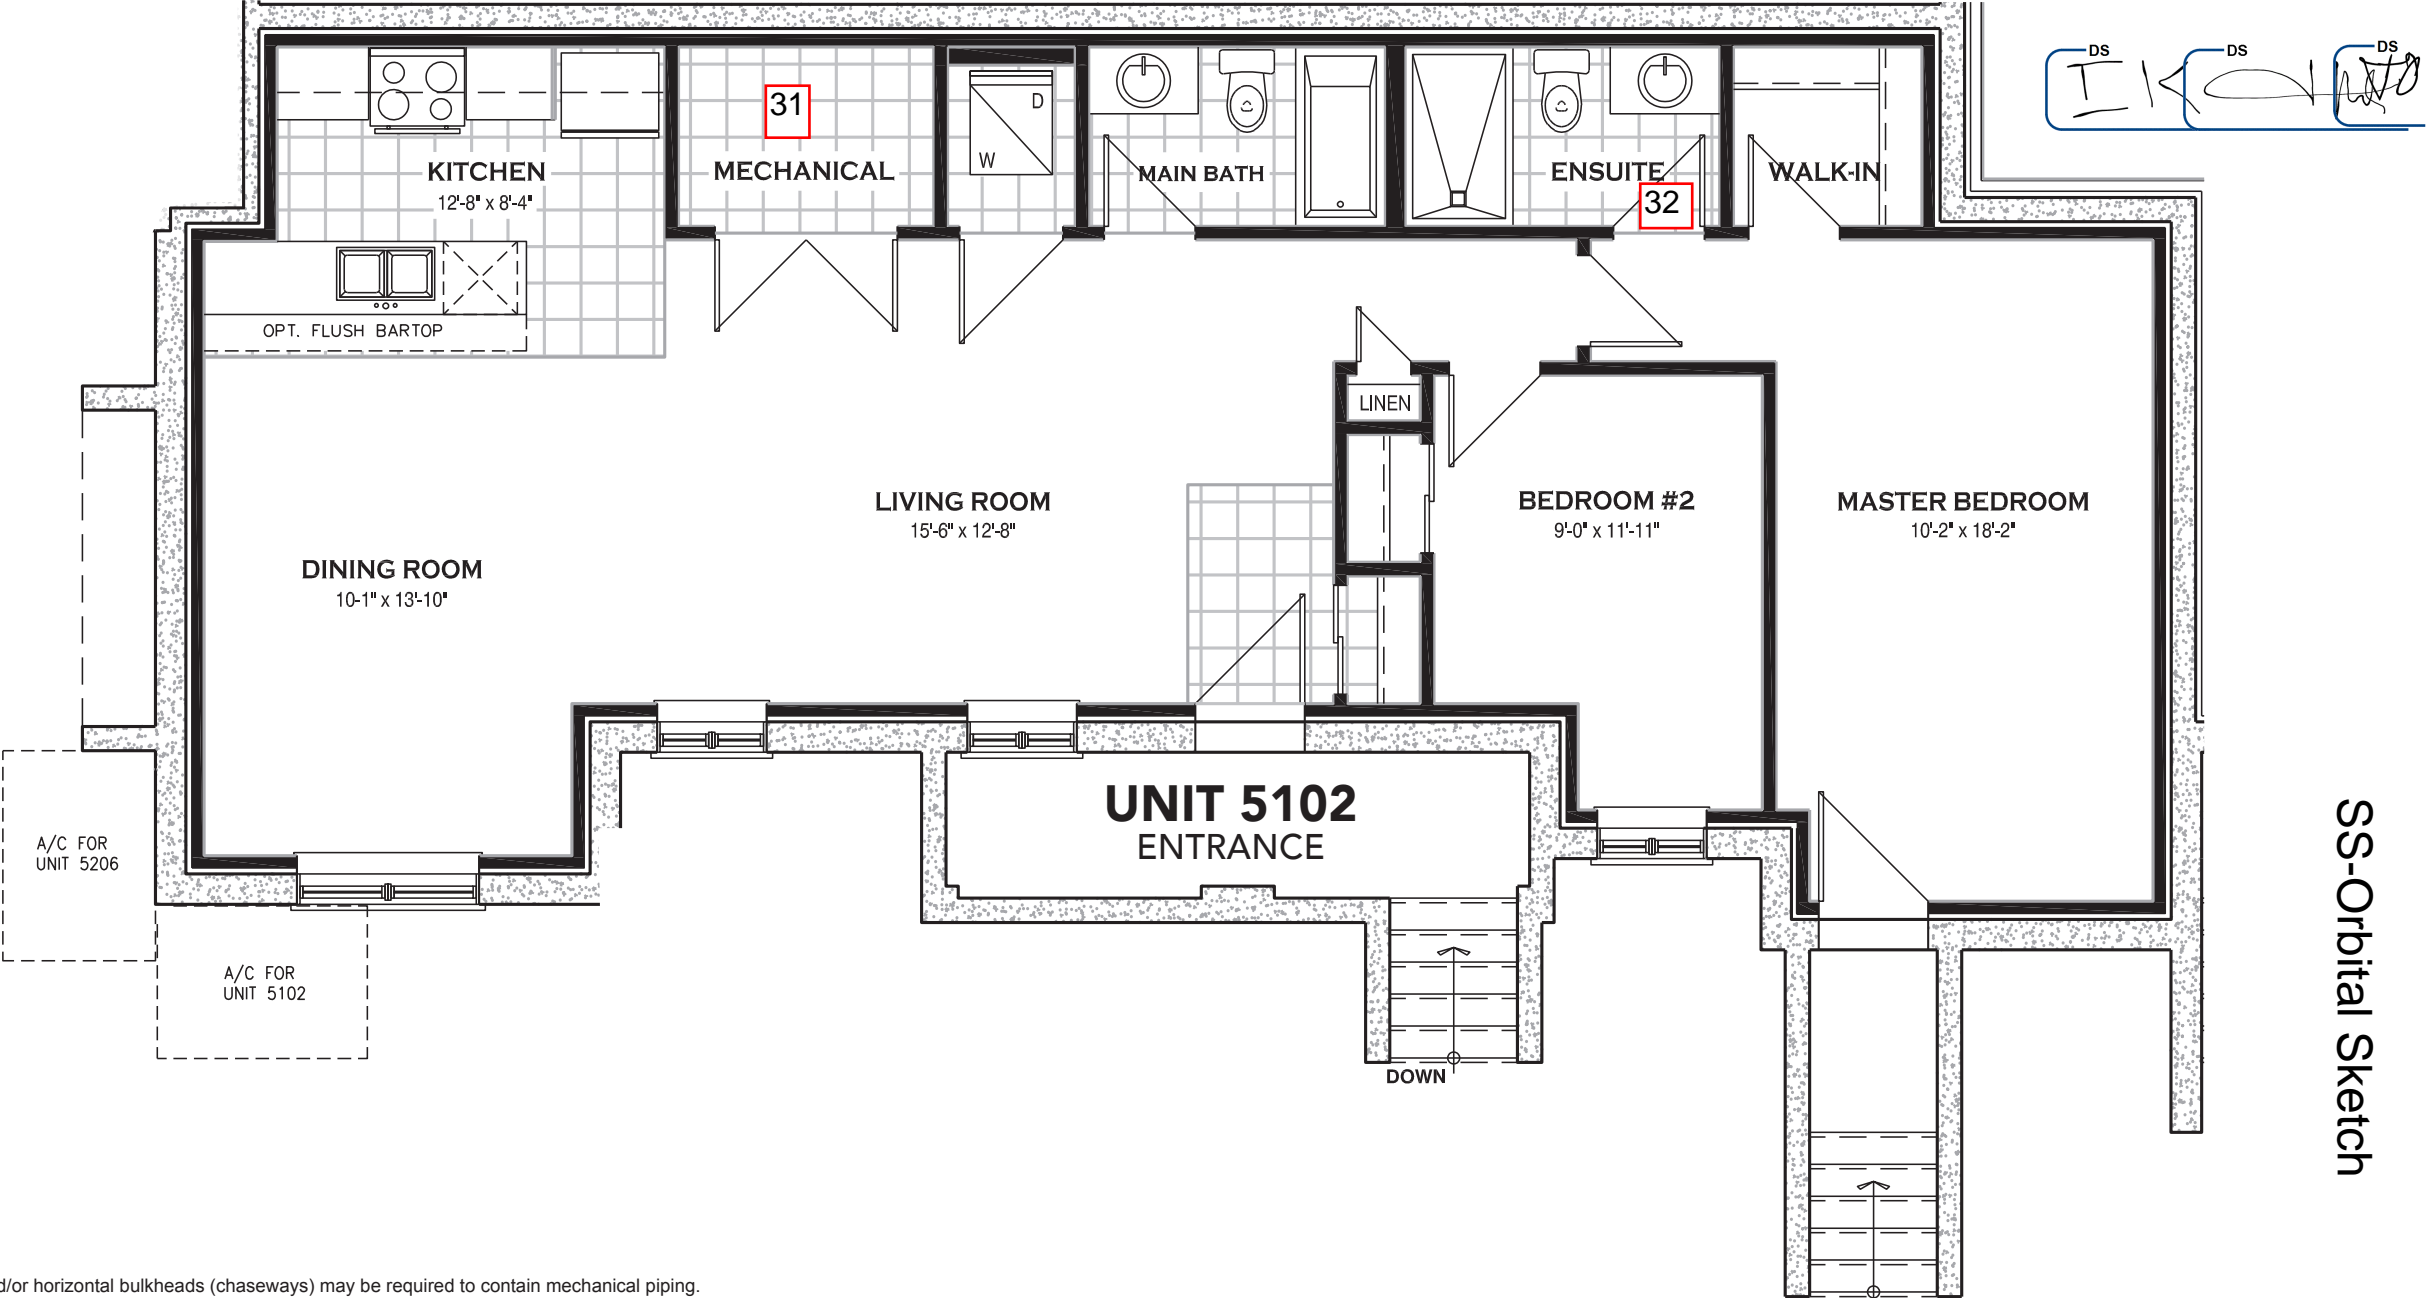 DS
DS
DS
I K
31
D
W
KITCHEN
12'-8" x 8'-4"
MECHANICAL
MAIN BATH
ENSUITE
32
WALK-IN
OPT. FLUSH BARTOP
LINEN
LIVING ROOM
15'-6" x 12'-8"
BEDROOM #2
9'-0" x 11'-11"
MASTER BEDROOM
10'-2" x 18'-2"
DINING ROOM
10-1" x 13'-10"
UNIT 5102
ENTRANCE
A/C FOR
UNIT 5206
A/C FOR
UNIT 5102
DOWN
SS-Orbital Sketch
d/or horizontal bulkheads (chaseways) may be required to contain mechanical piping.